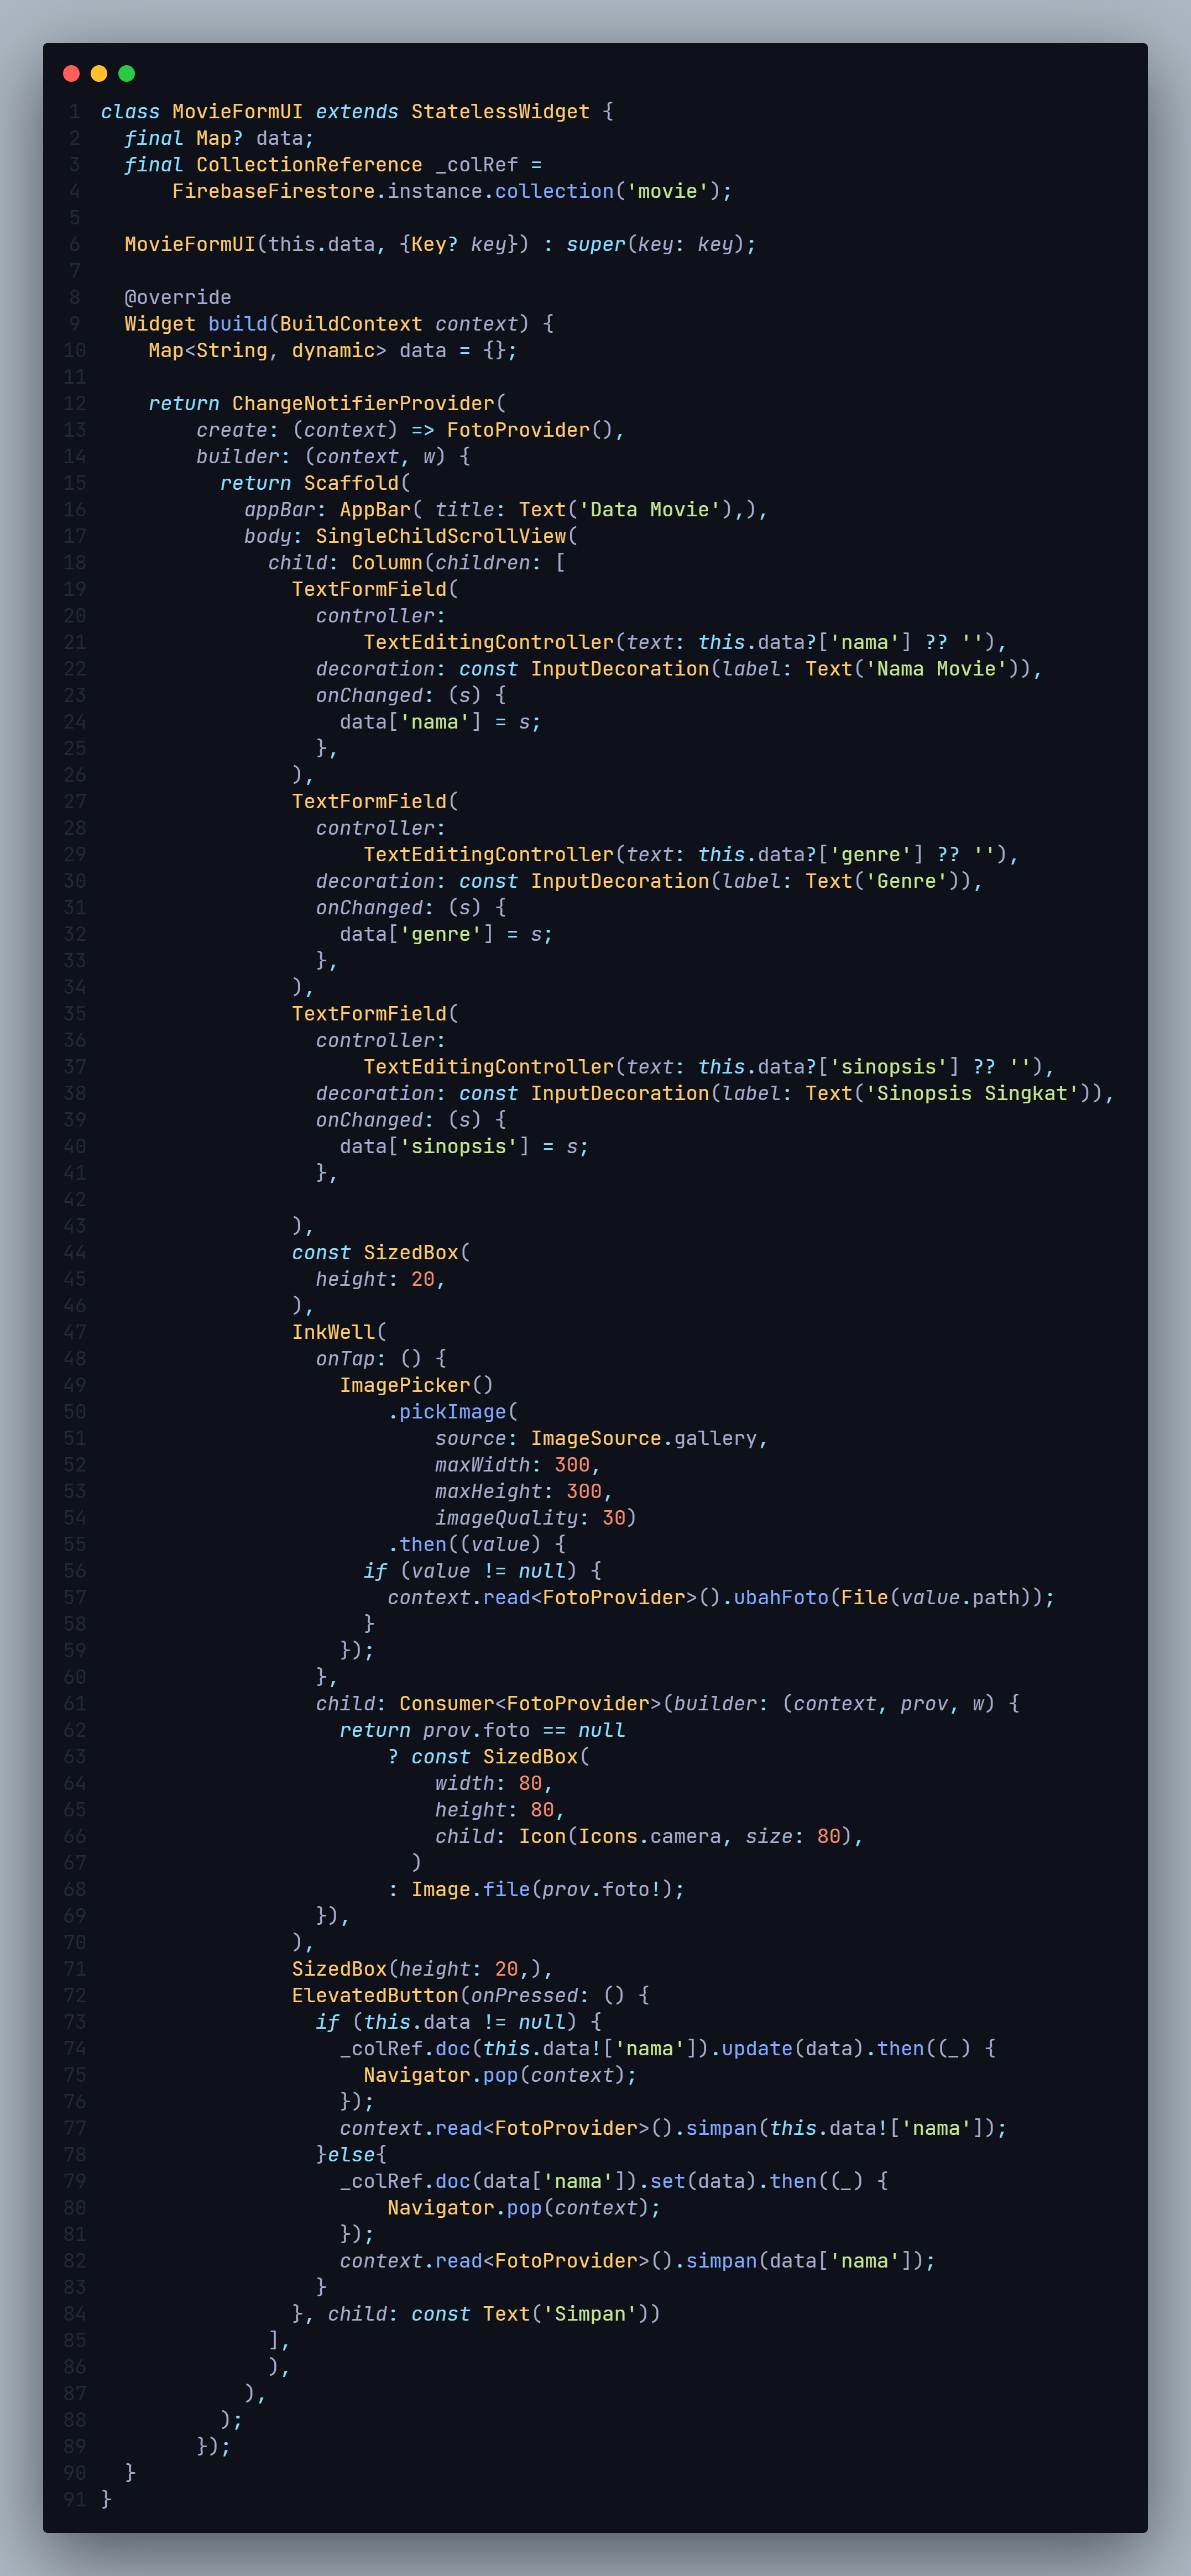 1 class MovieFormUI extends StatelessWidget {
2   final Map? data;
3   final CollectionReference _colRef =
4       FirebaseFirestore.instance.collection('movie');
5
6   MovieFormUI(this.data, {Key? key}) : super(key: key);
7
8   @override
9   Widget build(BuildContext context) {
10     Map<String, dynamic> data = {};
11
12     return ChangeNotifierProvider(
13         create: (context) => FotoProvider(),
14         builder: (context, w) {
15           return Scaffold(
16             appBar: AppBar( title: Text('Data Movie'),),
17             body: SingleChildScrollView(
18               child: Column(children: [
19                 TextFormField(
20                   controller:
21                       TextEditingController(text: this.data?['nama'] ?? ''),
22                   decoration: const InputDecoration(label: Text('Nama Movie')),
23                   onChanged: (s) {
24                     data['nama'] = s;
25                   },
26                 ),
27                 TextFormField(
28                   controller:
29                       TextEditingController(text: this.data?['genre'] ?? ''),
30                   decoration: const InputDecoration(label: Text('Genre')),
31                   onChanged: (s) {
32                     data['genre'] = s;
33                   },
34                 ),
35                 TextFormField(
36                   controller:
37                       TextEditingController(text: this.data?['sinopsis'] ?? ''),
38                   decoration: const InputDecoration(label: Text('Sinopsis Singkat')),
39                   onChanged: (s) {
40                     data['sinopsis'] = s;
41                   },
42
43                 ),
44                 const SizedBox(
45                   height: 20,
46                 ),
47                 InkWell(
48                   onTap: () {
49                     ImagePicker()
50                         .pickImage(
51                             source: ImageSource.gallery,
52                             maxWidth: 300,
53                             maxHeight: 300,
54                             imageQuality: 30)
55                         .then((value) {
56                       if (value != null) {
57                         context.read<FotoProvider>().ubahFoto(File(value.path));
58                       }
59                     });
60                   },
61                   child: Consumer<FotoProvider>(builder: (context, prov, w) {
62                     return prov.foto == null
63                         ? const SizedBox(
64                             width: 80,
65                             height: 80,
66                             child: Icon(Icons.camera, size: 80),
67                           )
68                         : Image.file(prov.foto!);
69                   }),
70                 ),
71                 SizedBox(height: 20,),
72                 ElevatedButton(onPressed: () {
73                   if (this.data != null) {
74                     _colRef.doc(this.data!['nama']).update(data).then((_) {
75                       Navigator.pop(context);
76                     });
77                     context.read<FotoProvider>().simpan(this.data!['nama']);
78                   }else{
79                     _colRef.doc(data['nama']).set(data).then((_) {
80                         Navigator.pop(context);
81                     });
82                     context.read<FotoProvider>().simpan(data['nama']);
83                   }
84                 }, child: const Text('Simpan'))
85               ],
86               ),
87             ),
88           );
89         });
90   }
91 }